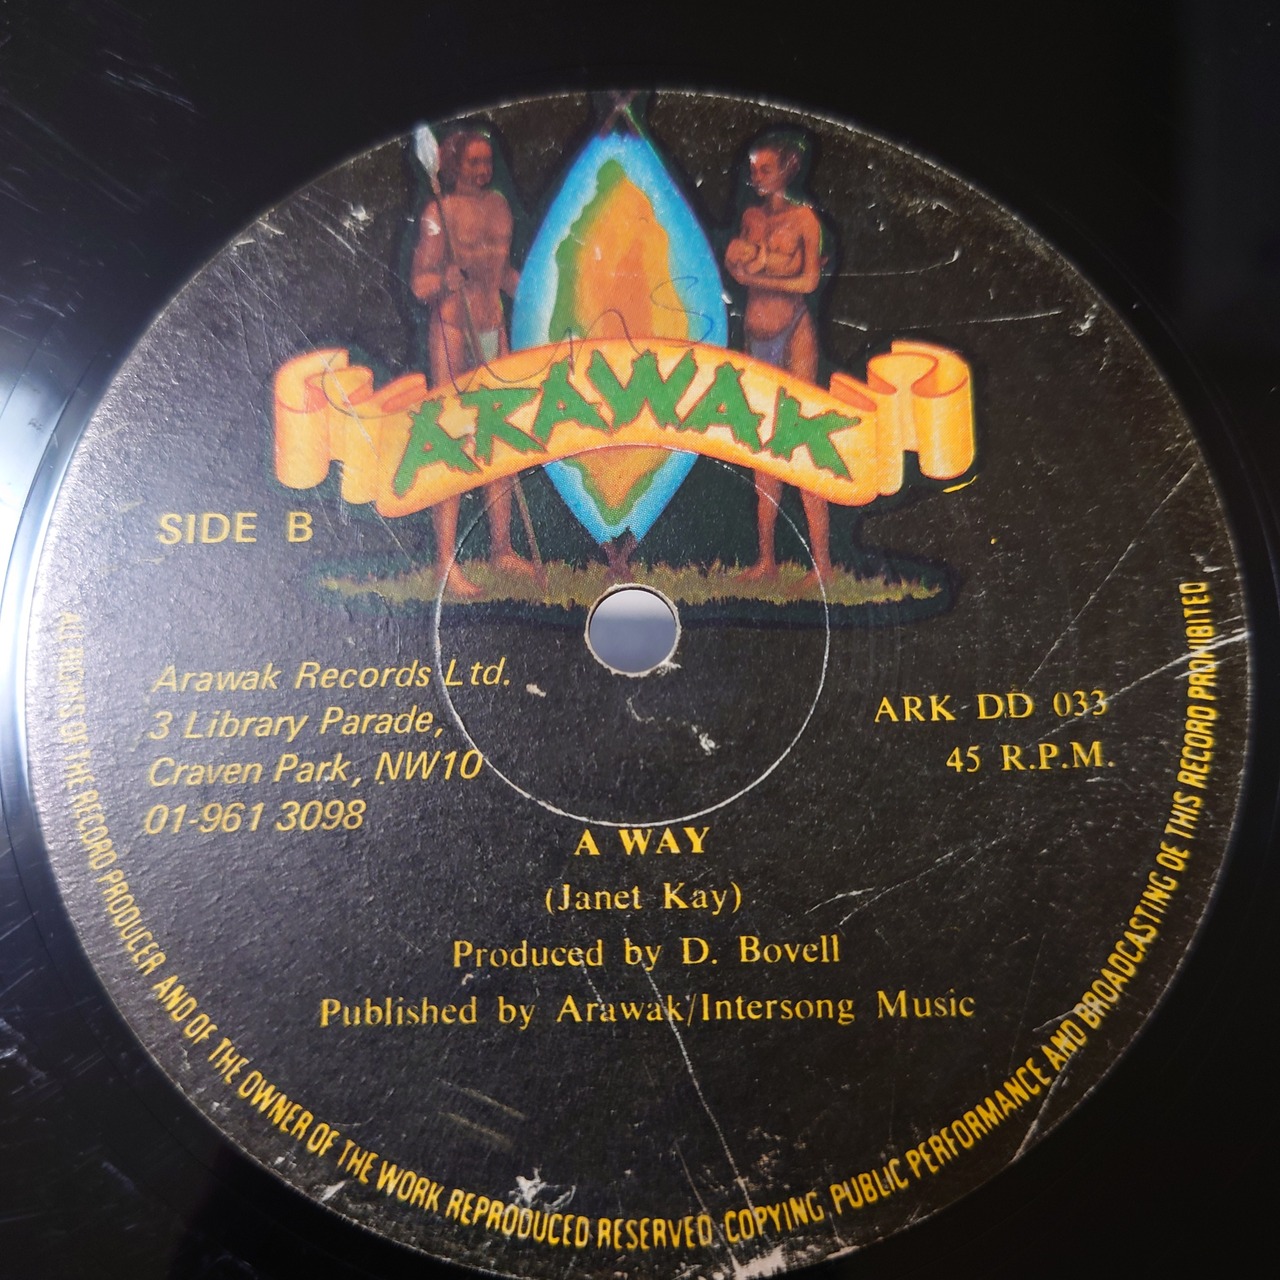 ARAWAK
SIDE B
Arawak Records Ltd.
3 Library Parade,
Craven Park, NW10
01-961 3098
ARK DD 033
45 R.P.M.
A WAY
(Janet Kay)
Produced by D. Bovell
Published by Arawak/Intersong Music
ALL RIGHTS OF THE RECORD PRODUCER AND OF THE OWNER OF THE WORK REPRODUCED RESERVED. COPYING PUBLIC PERFORMANCE AND BROADCASTING OE THIS RECORD PROHIBITED